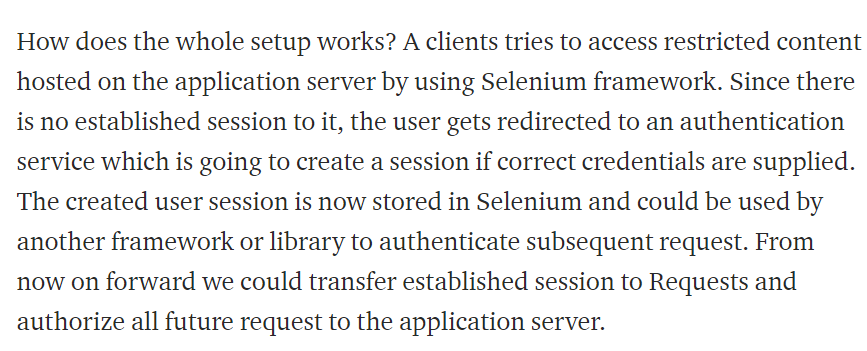 How does the whole setup works? A clients tries to access restricted content
hosted on the application server by using Selenium framework. Since there
is no established session to it, the user gets redirected to an authentication
service which is going to create a session if correct credentials are supplied.
The created user session is now stored in Selenium and could be used by
another framework or library to authenticate subsequent request. From
now on forward we could transfer established session to Requests and
authorize all future request to the application server.